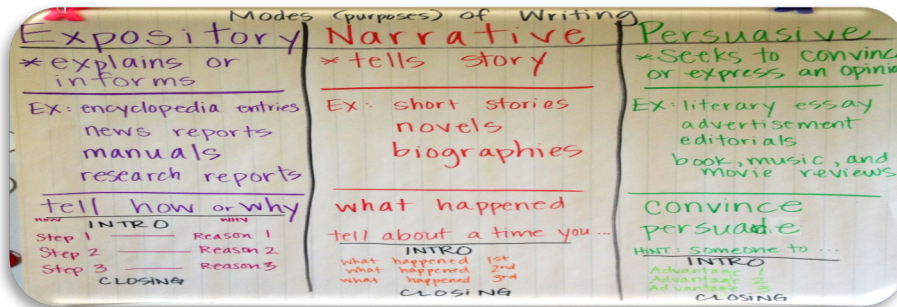 Modes (purposes) of Writing
Expository
* explains or
informs
EX: encyclopedia entries
news reports
manuals
research reports
tell how or why
how why
INTRO
Step 1 Reason 1
Step 2 Reason 2
Step 3 Reason 3
CLOSING
Narrative
* tells story
EX: short stories
novels
biographies
what happened
tell about a time you ...
INTRO
what happened 1st
what happened 2nd
what happened 3rd
CLOSING
Persuasive
* Seeks to convinc
or express an opinio
EX: literary essay
advertisement
editorials
book, music, and
movie reviews
convince
persuade
HINT: someone to ...
INTRO
Advantage 1
Advantage 2
Advantage 3
CLOSING